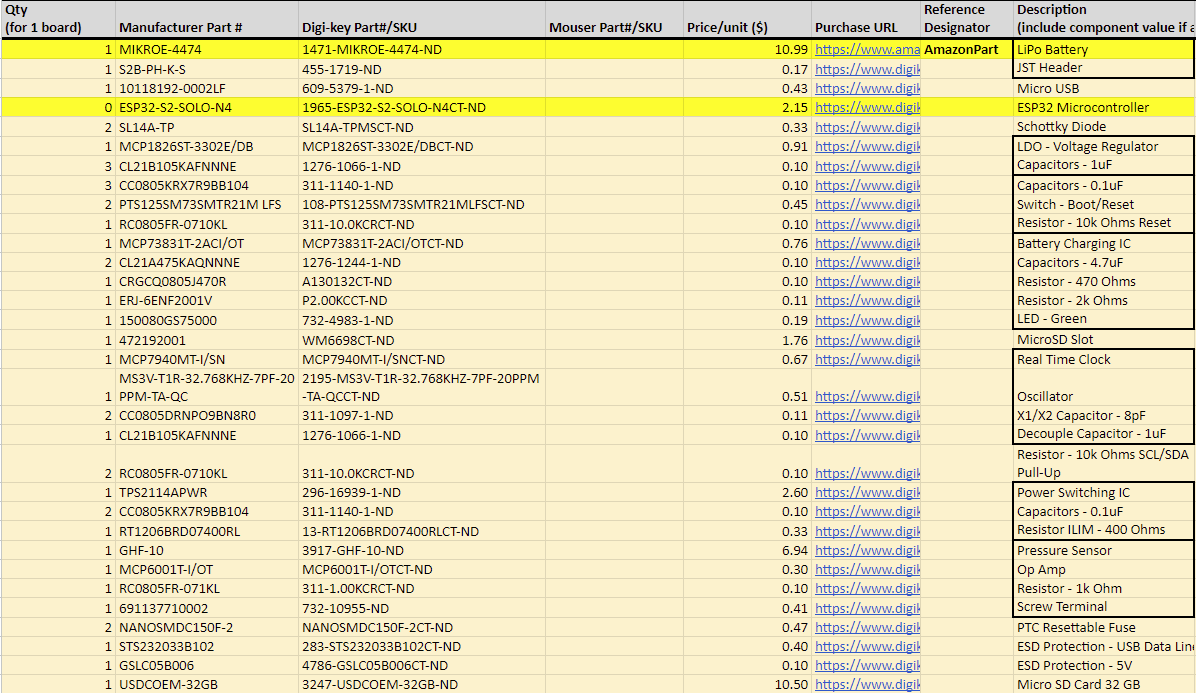 Qty
(for 1 board) Manufacturer Part # Digi-key Part#/SKU Mouser Part#/SKU Price/unit ($) Purchase URL Reference Designator Description (include component value if a
1 MIKROE-4474 1471-MIKROE-4474-ND 10.99 https://www.ama AmazonPart LiPo Battery
1 S2B-PH-K-S 455-1719-ND 0.17 https://www.digik JST Header
1 10118192-0002LF 609-5379-1-ND 0.43 https://www.digik Micro USB
0 ESP32-S2-SOLO-N4 1965-ESP32-S2-SOLO-N4CT-ND 2.15 https://www.digik ESP32 Microcontroller
2 SL14A-TP SL14A-TPMSCT-ND 0.33 https://www.digik Schottky Diode
1 MCP1826ST-3302E/DB MCP1826ST-3302E/DBCT-ND 0.91 https://www.digik LDO - Voltage Regulator
3 CL21B105KAFNNNE 1276-1066-1-ND 0.10 https://www.digik Capacitors - 1uF
3 CC0805KRX7R9BB104 311-1140-1-ND 0.10 https://www.digik Capacitors - 0.1uF
2 PTS125SM73SMTR21M LFS 108-PTS125SM73SMTR21MLFSCT-ND 0.45 https://www.digik Switch - Boot/Reset
1 RC0805FR-0710KL 311-10.0KCRCT-ND 0.10 https://www.digik Resistor - 10k Ohms Reset
1 MCP73831T-2ACI/OT MCP73831T-2ACI/OTCT-ND 0.76 https://www.digik Battery Charging IC
2 CL21A475KAQNNNE 1276-1244-1-ND 0.10 https://www.digik Capacitors - 4.7uF
1 CRGCQ0805J470R A130132CT-ND 0.10 https://www.digik Resistor - 470 Ohms
1 ERJ-6ENF2001V P2.00KCCT-ND 0.11 https://www.digik Resistor - 2k Ohms
1 150080GS75000 732-4983-1-ND 0.19 https://www.digik LED - Green
1 472192001 WM6698CT-ND 1.76 https://www.digik MicroSD Slot
1 MCP7940MT-I/SN MCP7940MT-I/SNCT-ND 0.67 https://www.digik Real Time Clock
MS3V-T1R-32.768KHZ-7PF-20 2195-MS3V-T1R-32.768KHZ-7PF-20PPM
1 PPM-TA-QC -TA-QCCT-ND 0.51 https://www.digik Oscillator
2 CC0805DRNPO9BN8R0 311-1097-1-ND 0.11 https://www.digik X1/X2 Capacitor - 8pF
1 CL21B105KAFNNNE 1276-1066-1-ND 0.10 https://www.digik Decouple Capacitor - 1uF
Resistor - 10k Ohms SCL/SDA
2 RC0805FR-0710KL 311-10.0KCRCT-ND 0.10 https://www.digik Pull-Up
1 TPS2114APWR 296-16939-1-ND 2.60 https://www.digik Power Switching IC
2 CC0805KRX7R9BB104 311-1140-1-ND 0.10 https://www.digik Capacitors - 0.1uF
1 RT1206BRD07400RL 13-RT1206BRD07400RLCT-ND 0.33 https://www.digik Resistor ILIM - 400 Ohms
1 GHF-10 3917-GHF-10-ND 6.94 https://www.digik Pressure Sensor
1 MCP6001T-I/OT MCP6001T-I/OTCT-ND 0.30 https://www.digik Op Amp
1 RC0805FR-071KL 311-1.00KCRCT-ND 0.10 https://www.digik Resistor - 1k Ohm
1 691137710002 732-10955-ND 0.41 https://www.digik Screw Terminal
2 NANOSMDC150F-2 NANOSMDC150F-2CT-ND 0.47 https://www.digik PTC Resettable Fuse
1 STS232033B102 283-STS232033B102CT-ND 0.40 https://www.digik ESD Protection - USB Data Line
1 GSLC05B006 4786-GSLC05B006CT-ND 0.10 https://www.digik ESD Protection - 5V
1 USDCOEM-32GB 3247-USDCOEM-32GB-ND 10.50 https://www.digik Micro SD Card 32 GB